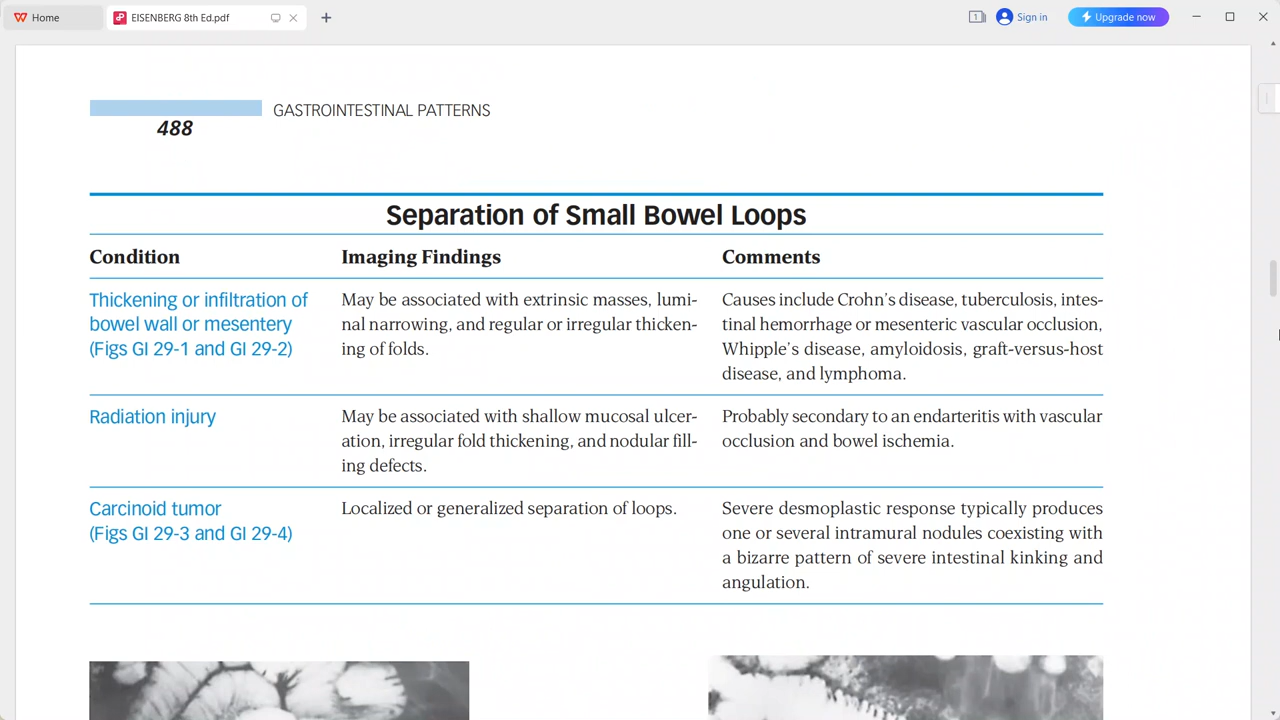 Home
EISENBERG 8th Ed.pdf
1
Sign in
Upgrade now
GASTROINTESTINAL PATTERNS
488
Separation of Small Bowel Loops
Condition Imaging Findings Comments
Thickening or infiltration of
bowel wall or mesentery
(Figs GI 29-1 and GI 29-2)
May be associated with extrinsic masses, lumi-
nal narrowing, and regular or irregular thicken-
ing of folds.
Causes include Crohn's disease, tuberculosis, intes-
tinal hemorrhage or mesenteric vascular occlusion,
Whipple's disease, amyloidosis, graft-versus-host
disease, and lymphoma.
Radiation injury
May be associated with shallow mucosal ulcer-
ation, irregular fold thickening, and nodular fill-
ing defects.
Probably secondary to an endarteritis with vascular
occlusion and bowel ischemia.
Carcinoid tumor
(Figs GI 29-3 and GI 29-4)
Localized or generalized separation of loops.
Severe desmoplastic response typically produces
one or several intramural nodules coexisting with
a bizarre pattern of severe intestinal kinking and
angulation.